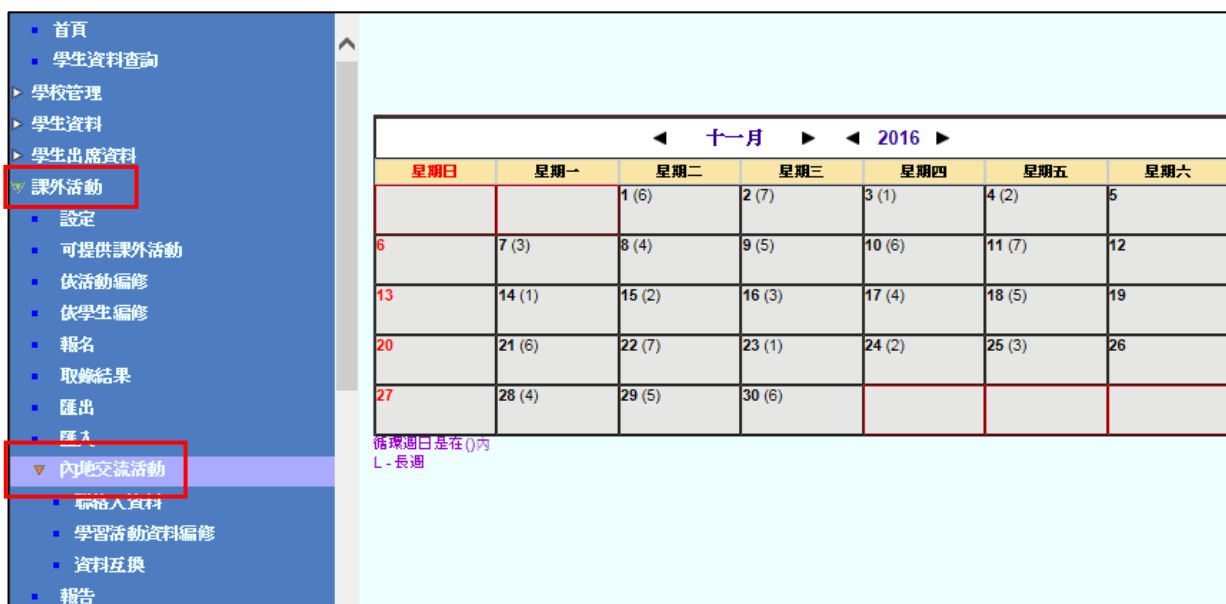 首頁
學生資料查詢
學校管理
學生資料
學生出席資料
課外活動
設定
可提供課外活動
依活動編修
依學生編修
報名
取錄結果
匯出
匯入
內地交流活動
聯絡人資料
學習活動資料編修
資料互換
報告
◀ 十一月 ▶ ◀ 2016 ▶
星期日 星期一 星期二 星期三 星期四 星期五 星期六
1 (6) 2 (7) 3 (1) 4 (2) 5
6 7 (3) 8 (4) 9 (5) 10 (6) 11 (7) 12
13 14 (1) 15 (2) 16 (3) 17 (4) 18 (5) 19
20 21 (6) 22 (7) 23 (1) 24 (2) 25 (3) 26
27 28 (4) 29 (5) 30 (6)
循環週日是在()內
L - 長週